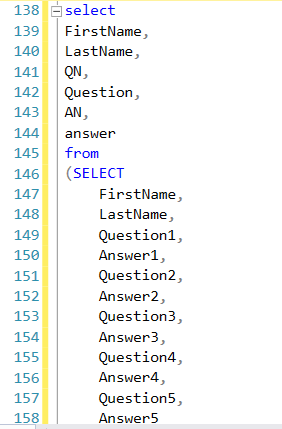 138 select
139 FirstName,
140 LastName,
141 QN,
142 Question,
143 AN,
144 answer
145 from
146 (SELECT
147 FirstName,
148 LastName,
149 Question1,
150 Answer1,
151 Question2,
152 Answer2,
153 Question3,
154 Answer3,
155 Question4,
156 Answer4,
157 Question5,
158 Answer5